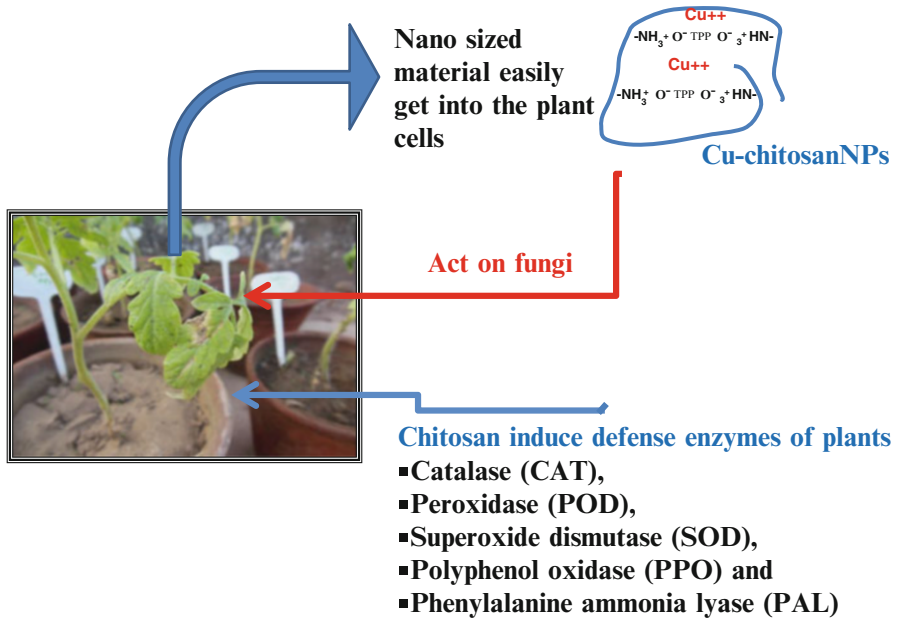 Nano sized
material easily
get into the plant
cells
Cu++
-NH₃⁺ O⁻ TPP O⁻ ₃⁺HN-
Cu++
-NH₃⁺ O⁻ TPP O⁻ ₃⁺HN-
Cu-chitosanNPs
Act on fungi
Chitosan induce defense enzymes of plants
▪Catalase (CAT),
▪Peroxidase (POD),
▪Superoxide dismutase (SOD),
▪Polyphenol oxidase (PPO) and
▪Phenylalanine ammonia lyase (PAL)